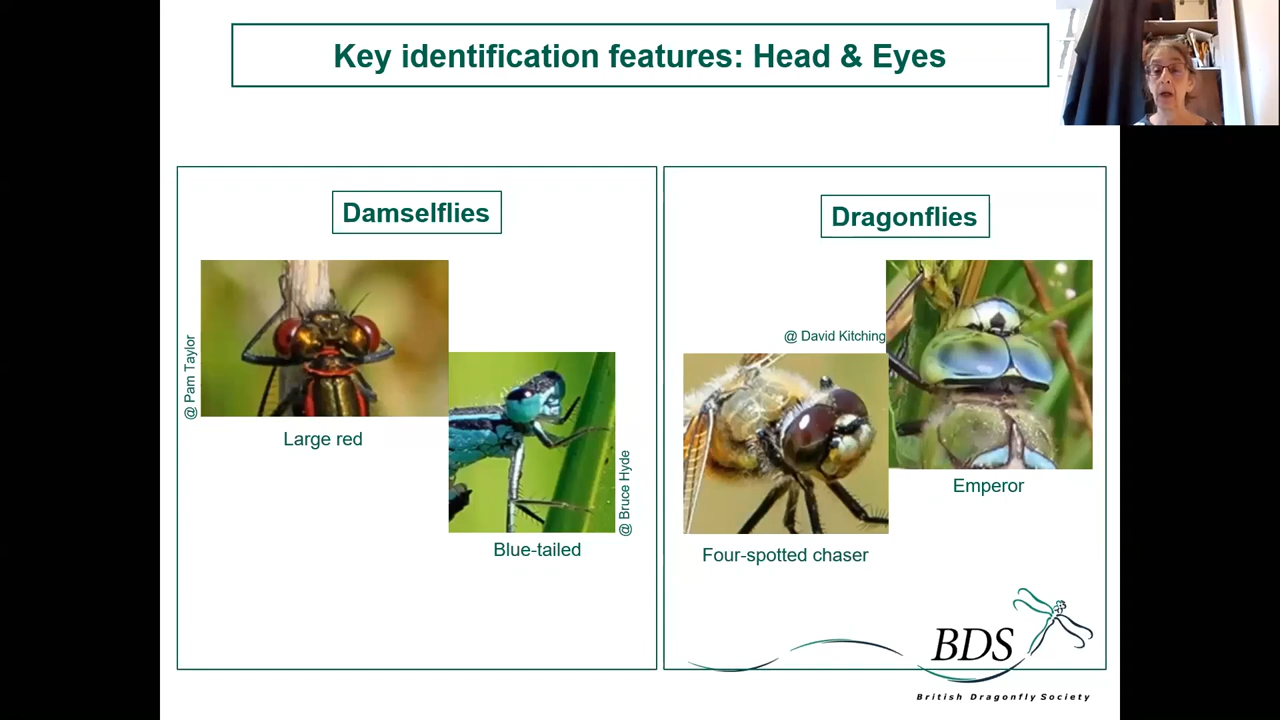 Key identification features: Head & Eyes
Damselflies
@ Pam Taylor
Large red
@ Bruce Hyde
Blue-tailed
Dragonflies
@ David Kitching
Emperor
Four-spotted chaser
BDS
British Dragonfly Society